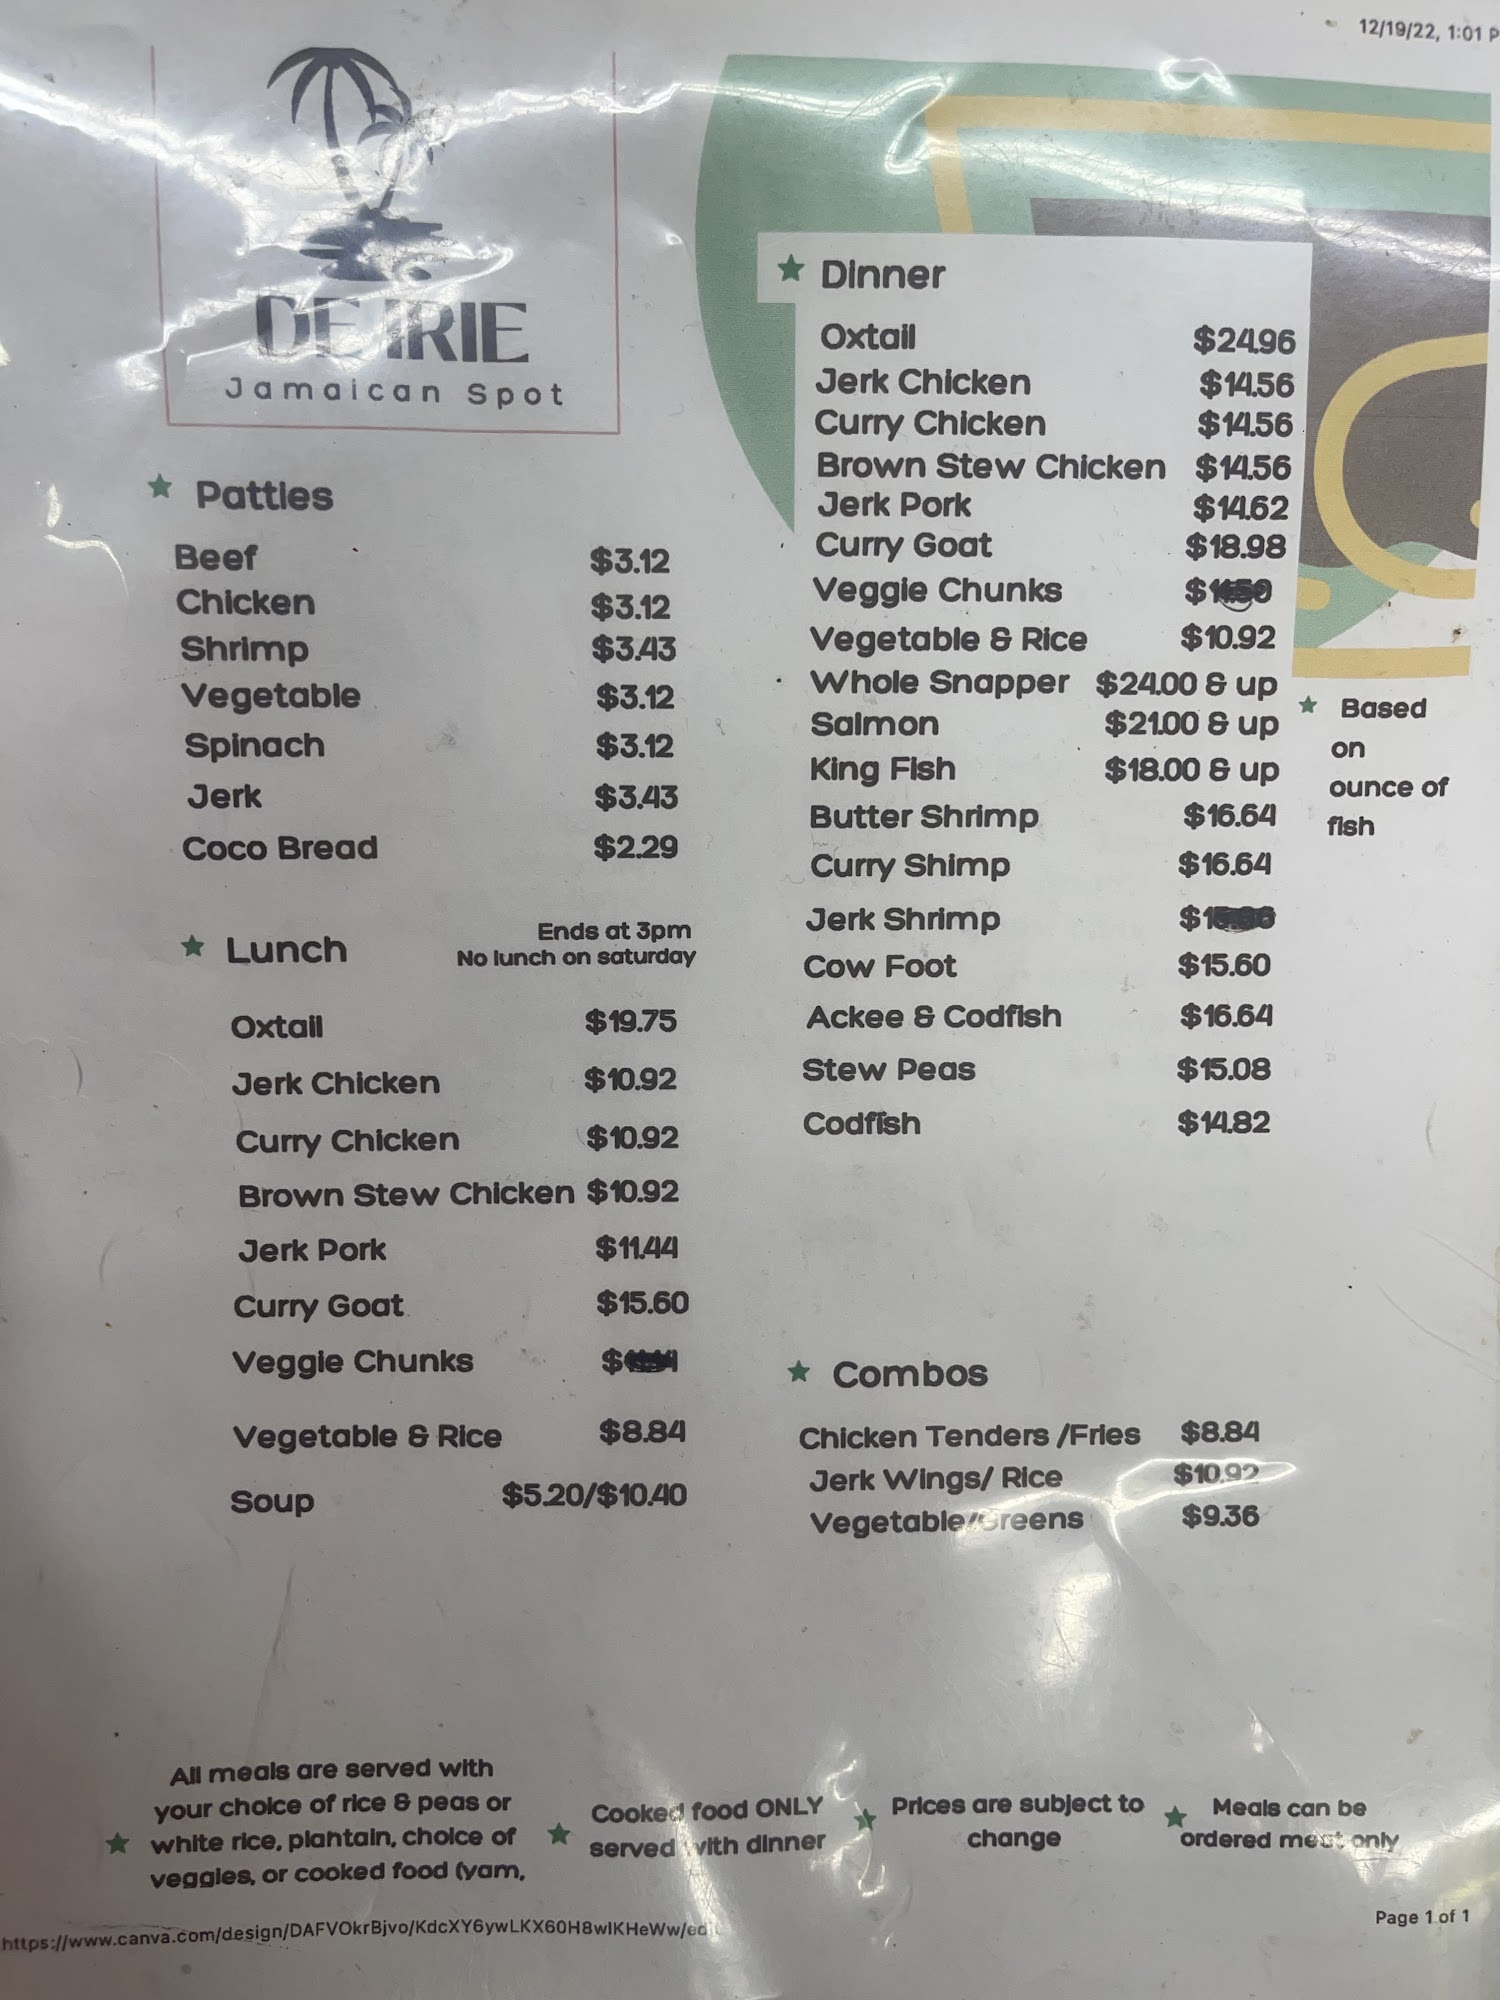 12/19/22, 1:01 P
DE IRIE
Jamaican Spot
Patties
Beef $3.12
Chicken $3.12
Shrimp $3.43
Vegetable $3.12
Spinach $3.12
Jerk $3.43
Coco Bread $2.29
Lunch
Ends at 3pm
No lunch on saturday
Oxtail $19.75
Jerk Chicken $10.92
Curry Chicken $10.92
Brown Stew Chicken $10.92
Jerk Pork $11.44
Curry Goat $15.60
Veggie Chunks $
Vegetable & Rice $8.84
Soup $5.20/$10.40
Dinner
Oxtail $24.96
Jerk Chicken $14.56
Curry Chicken $14.56
Brown Stew Chicken $14.56
Jerk Pork $14.62
Curry Goat $18.98
Veggie Chunks
Vegetable & Rice $10.92
Whole Snapper $24.00 & up
Salmon $21.00 & up
King Fish $18.00 & up
Based
on
ounce of
fish
Butter Shrimp $16.64
Curry Shimp $16.64
Jerk Shrimp
Cow Foot $15.60
Ackee & Codfish $16.64
Stew Peas $15.08
Codfish $14.82
Combos
Chicken Tenders /Fries $8.84
Jerk Wings/ Rice $10.92
Vegetable/Greens $9.36
All meals are served with
your choice of rice & peas or
white rice, plantain, choice of
veggies, or cooked food (yam,
Cooked food ONLY
served with dinner
Prices are subject to
change
Meals can be
ordered meat only
https://www.canva.com/design/DAFVOkrBjvo/KdcXY6ywLKX60H8wIKHeWw/edit
Page 1 of 1